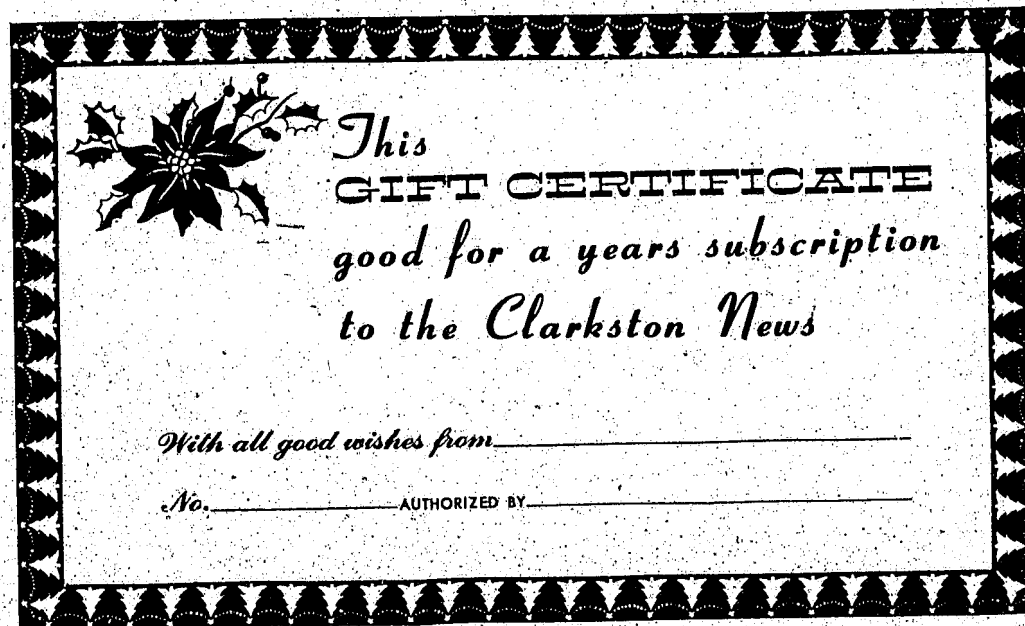 This
GIFT CERTIFICATE
good for a years subscription
to the Clarkston News
With all good wishes from
No. AUTHORIZED BY